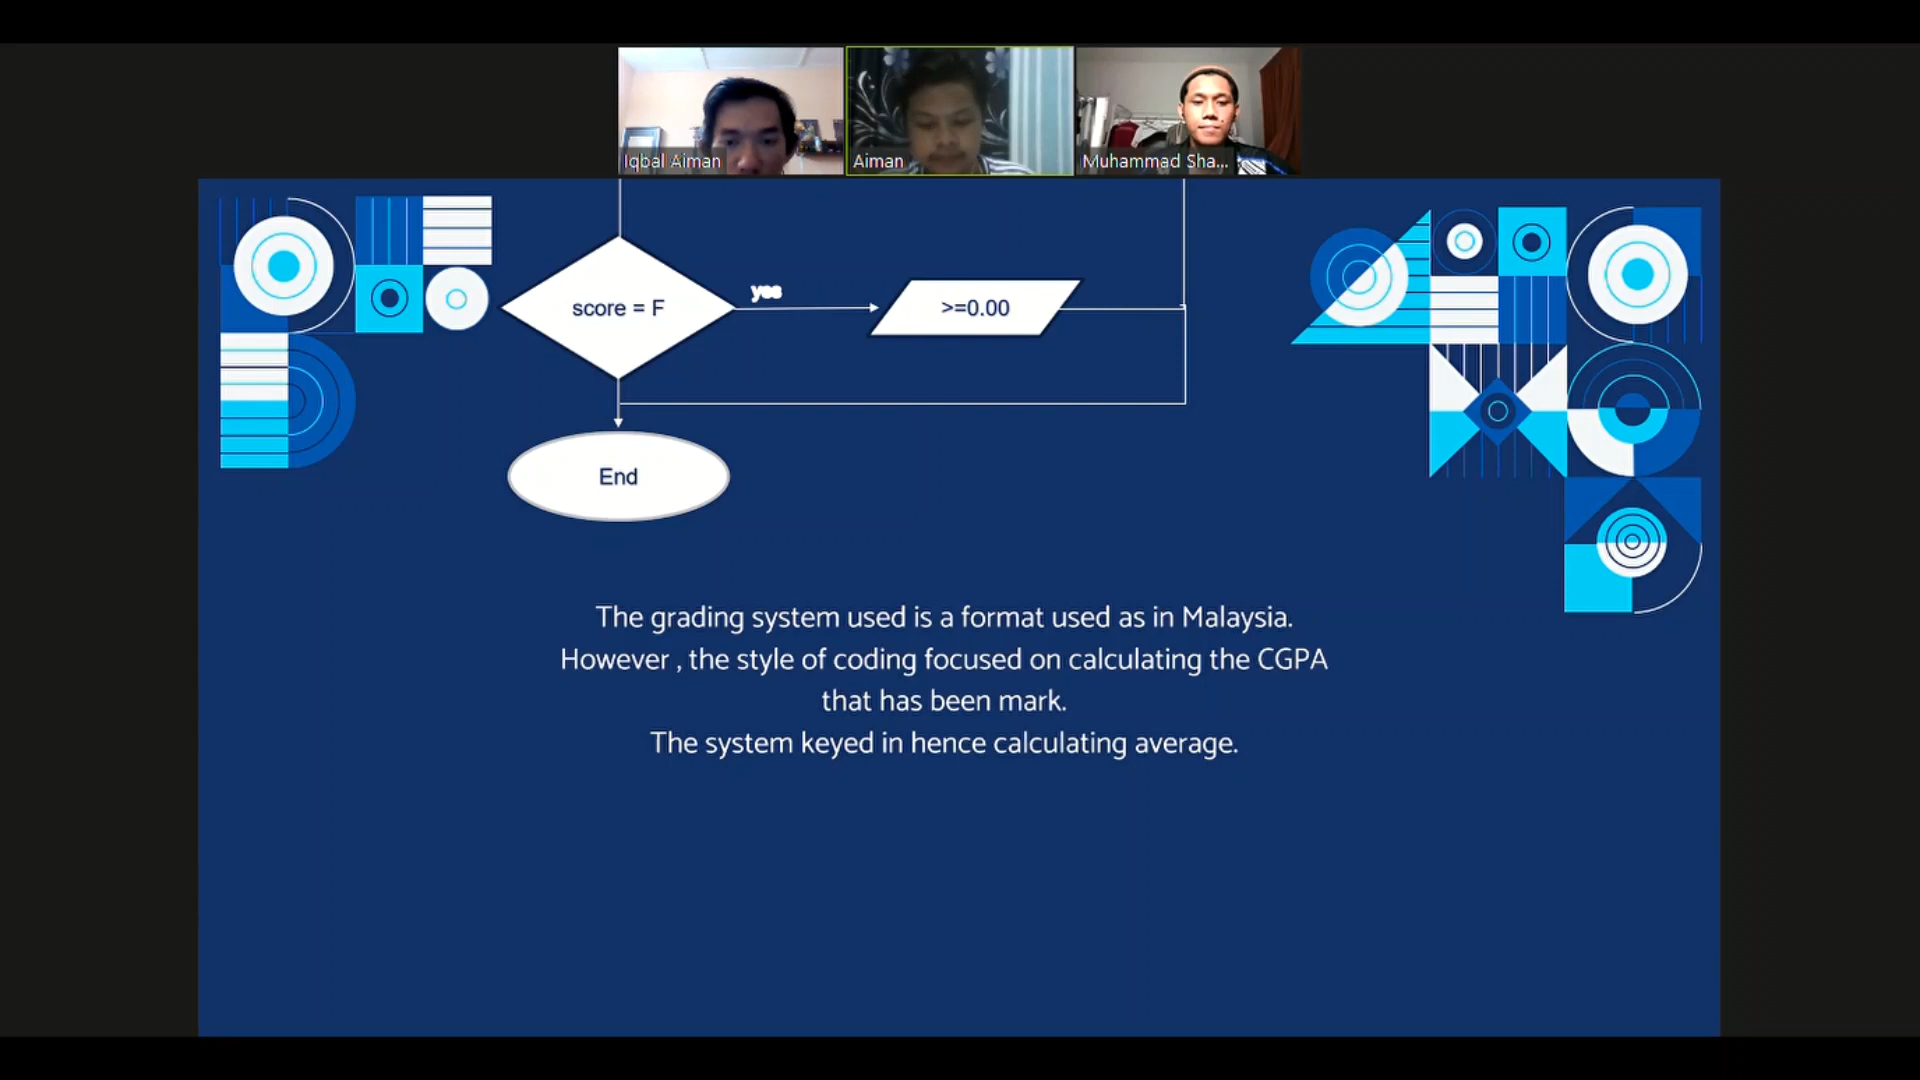 Iqbal Aiman
Aiman
Muhammad Sha...
score = F
yes
>=0.00
End
The grading system used is a format used as in Malaysia.
However , the style of coding focused on calculating the CGPA
that has been mark.
The system keyed in hence calculating average.